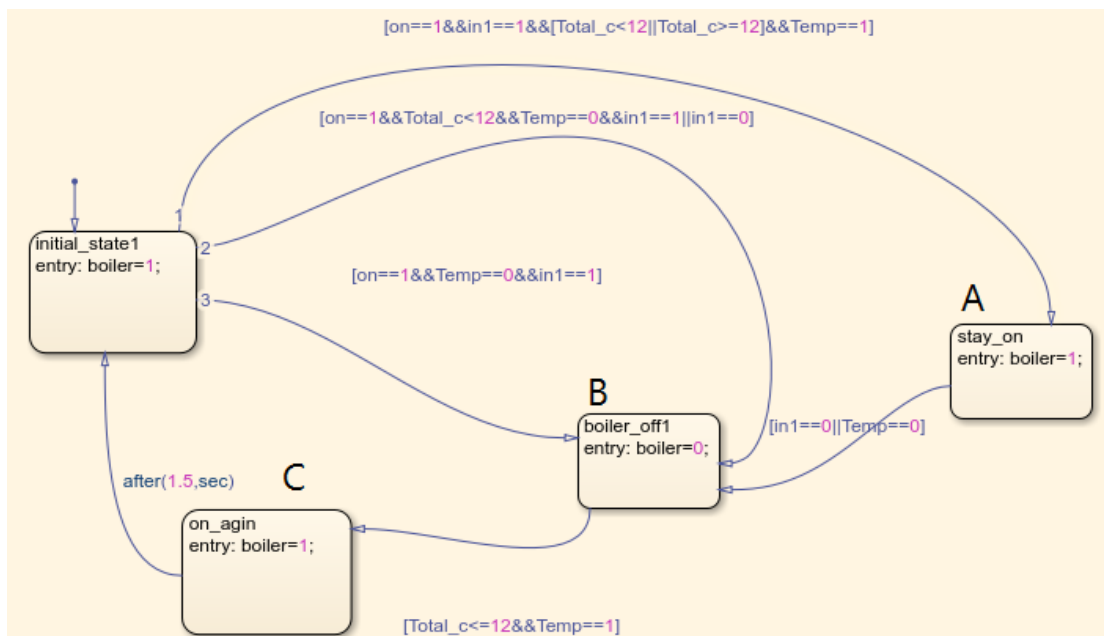 [on==1&&in1==1&&[Total_c<12||Total_c>=12]&&Temp==1]
[on==1&&Total_c<12&&Temp==0&&in1==1||in1==0]
1
initial_state1
entry: boiler=1;
2
[on==1&&Temp==0&&in1==1]
3
A
stay_on
entry: boiler=1;
B
boiler_off1
entry: boiler=0;
[in1==0||Temp==0]
after(1.5,sec)
C
on_agin
entry: boiler=1;
[Total_c<=12&&Temp==1]